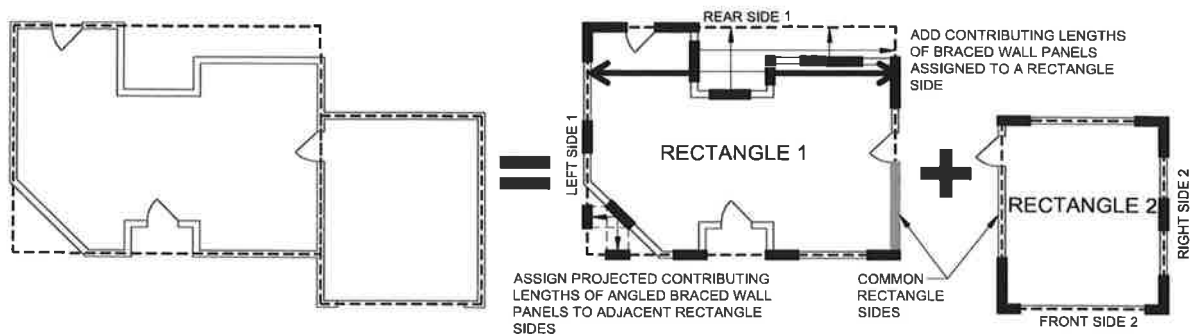 REAR SIDE 1
ADD CONTRIBUTING LENGTHS
OF BRACED WALL PANELS
ASSIGNED TO A RECTANGLE
SIDE
LEFT SIDE 1
RECTANGLE 1
RECTANGLE 2
RIGHT SIDE 2
ASSIGN PROJECTED CONTRIBUTING
LENGTHS OF ANGLED BRACED WALL
PANELS TO ADJACENT RECTANGLE
SIDES
COMMON
RECTANGLE
SIDES
FRONT SIDE 2